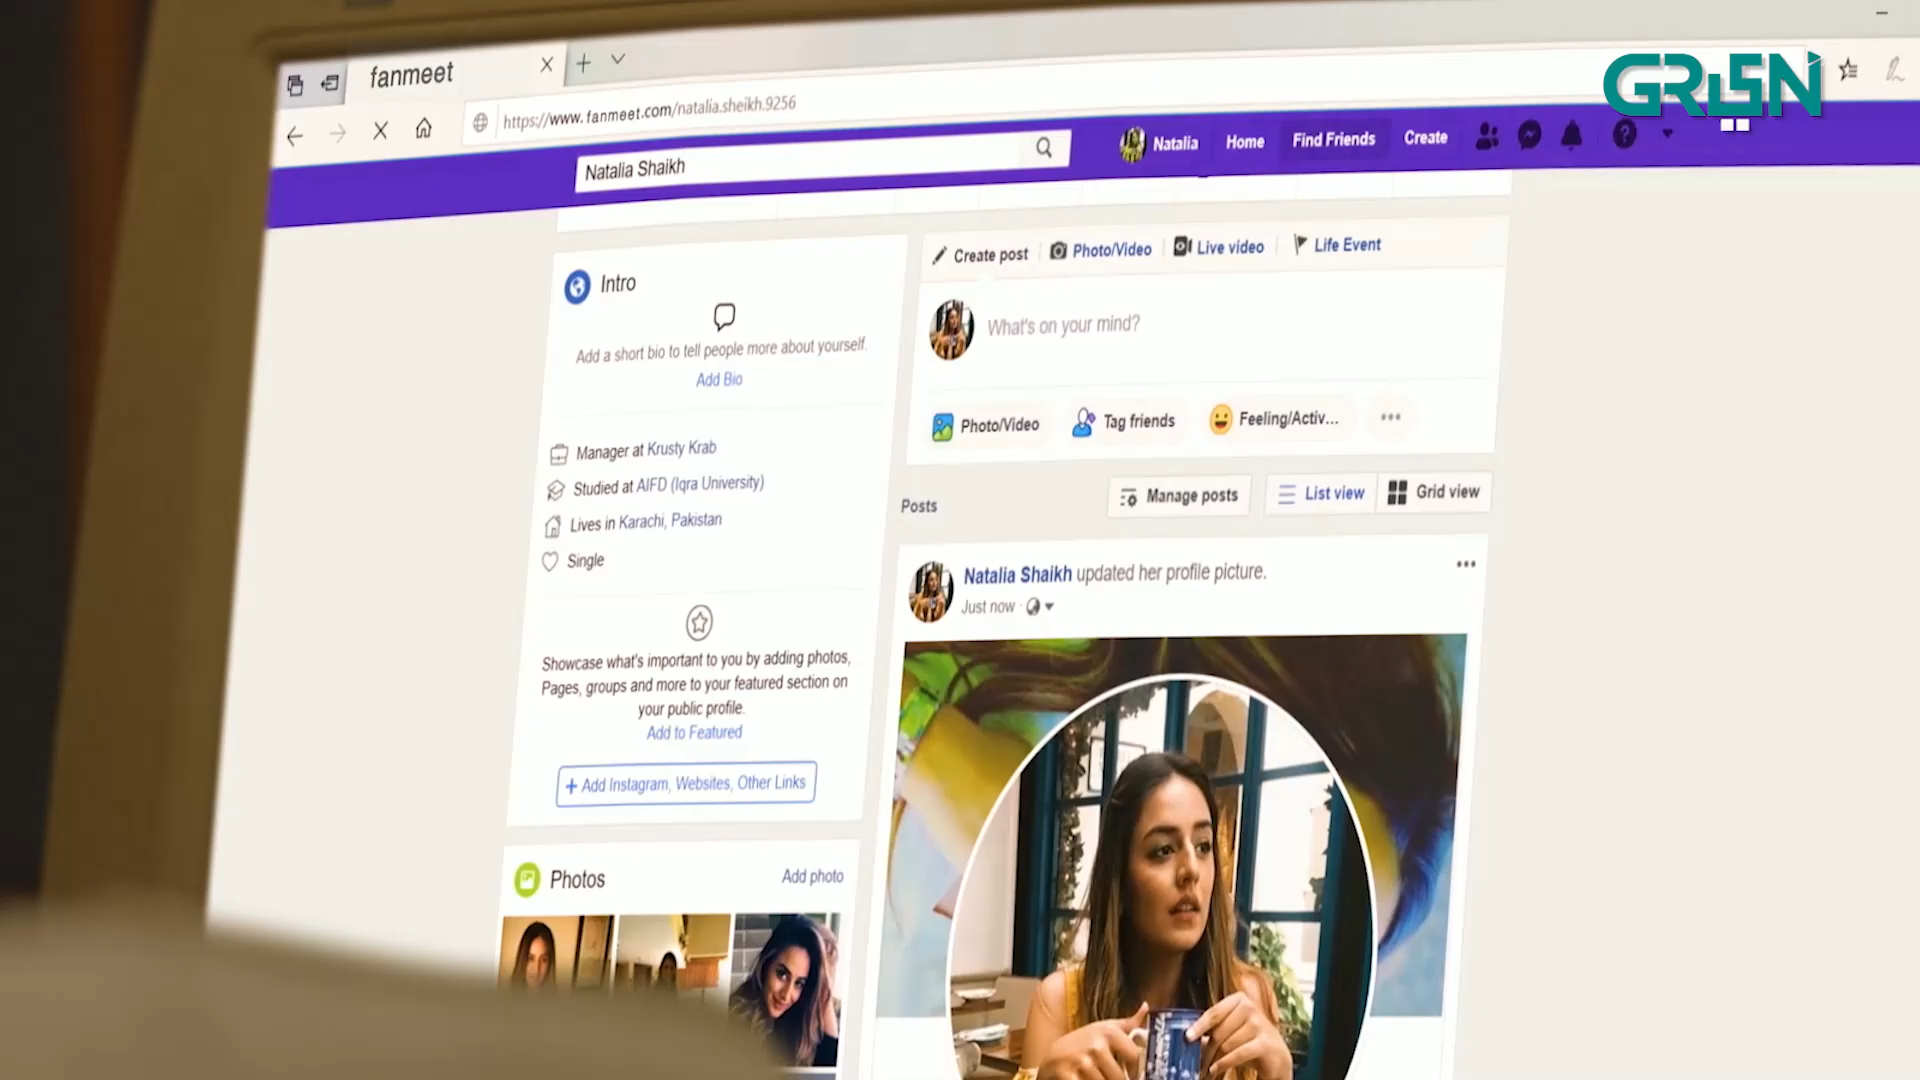 GREEN
fanmeet
https://www.fanmeet.com/natalia.sheikh.9256
Natalia Shaikh
Natalia Home Find Friends Create
Create post Photo/Video Live video Life Event
Intro
What's on your mind?
Add a short bio to tell people more about yourself.
Add Bio
Photo/Video Tag friends Feeling/Activ... 
Manager at Krusty Krab
Studied at AIFD (Iqra University)
Lives in Karachi, Pakistan
Single
Posts Manage posts List view Grid view
Natalia Shaikh updated her profile picture.
Just now
Showcase what's important to you by adding photos,
Pages, groups and more to your featured section on
your public profile.
Add to Featured
+ Add Instagram, Websites, Other Links
Photos Add photo